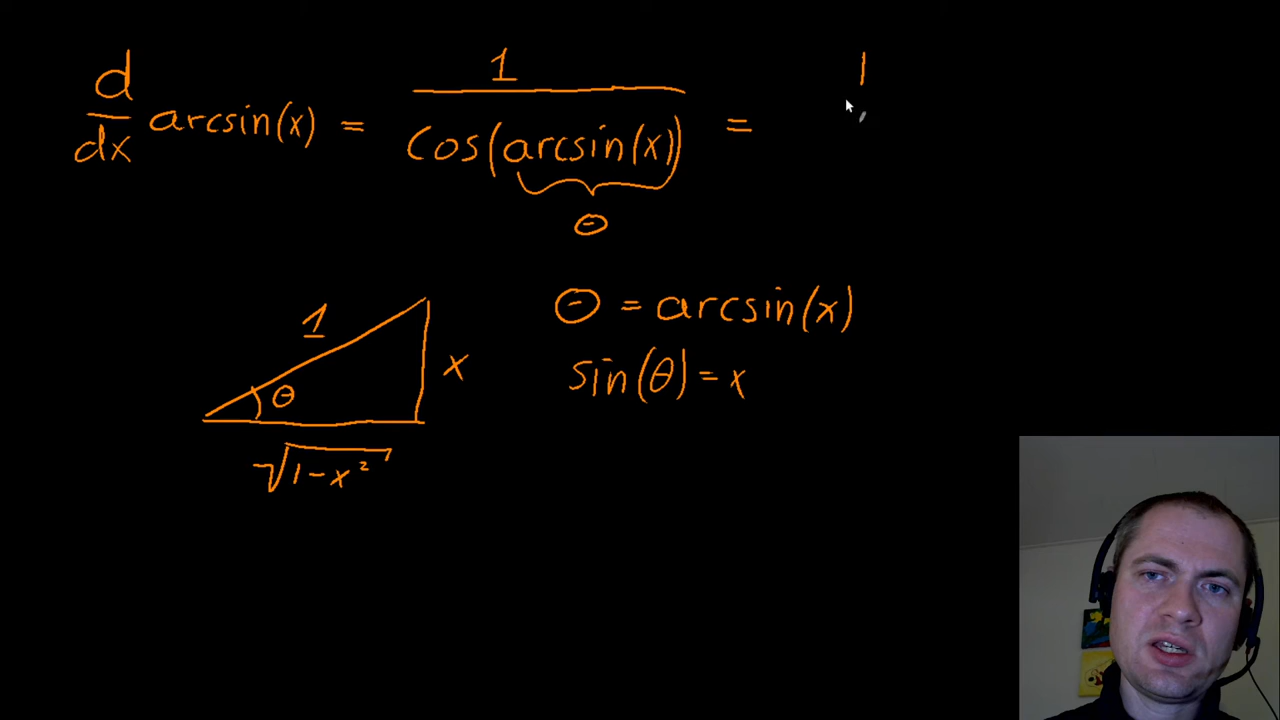 d/dx arcsin(x) = 1/cos(arcsin(x)) = 1
θ
1
θ = arcsin(x)
θ
x
sin(θ) = x
√1-x²